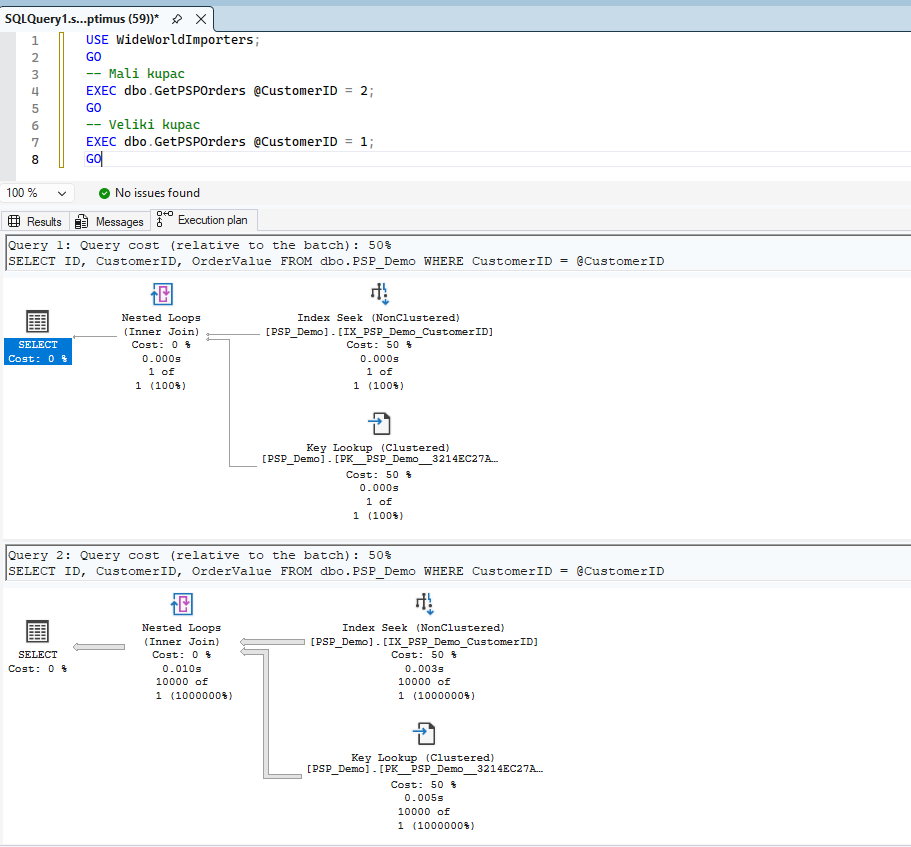 SQLQuery1.s...ptimus (59))*
1 USE WideWorldImporters;
2 GO
3 -- Mali kupac
4 EXEC dbo.GetPSPOrders @CustomerID = 2;
5 GO
6 -- Veliki kupac
7 EXEC dbo.GetPSPOrders @CustomerID = 1;
8 GO
100 % No issues found
Results Messages Execution plan
Query 1: Query cost (relative to the batch): 50%
SELECT ID, CustomerID, OrderValue FROM dbo.PSP_Demo WHERE CustomerID = @CustomerID
SELECT
Cost: 0 %
Nested Loops
(Inner Join)
Cost: 0 %
0.000s
1 of
1 (100%)
Index Seek (NonClustered)
[PSP_Demo].[IX_PSP_Demo_CustomerID]
Cost: 50 %
0.000s
1 of
1 (100%)
Key Lookup (Clustered)
[PSP_Demo].[PK__PSP_Demo__3214EC27A…
Cost: 50 %
0.000s
1 of
1 (100%)
Query 2: Query cost (relative to the batch): 50%
SELECT ID, CustomerID, OrderValue FROM dbo.PSP_Demo WHERE CustomerID = @CustomerID
SELECT
Cost: 0 %
Nested Loops
(Inner Join)
Cost: 0 %
0.010s
10000 of
1 (1000000%)
Index Seek (NonClustered)
[PSP_Demo].[IX_PSP_Demo_CustomerID]
Cost: 50 %
0.003s
10000 of
1 (1000000%)
Key Lookup (Clustered)
[PSP_Demo].[PK__PSP_Demo__3214EC27A…
Cost: 50 %
0.005s
10000 of
1 (1000000%)